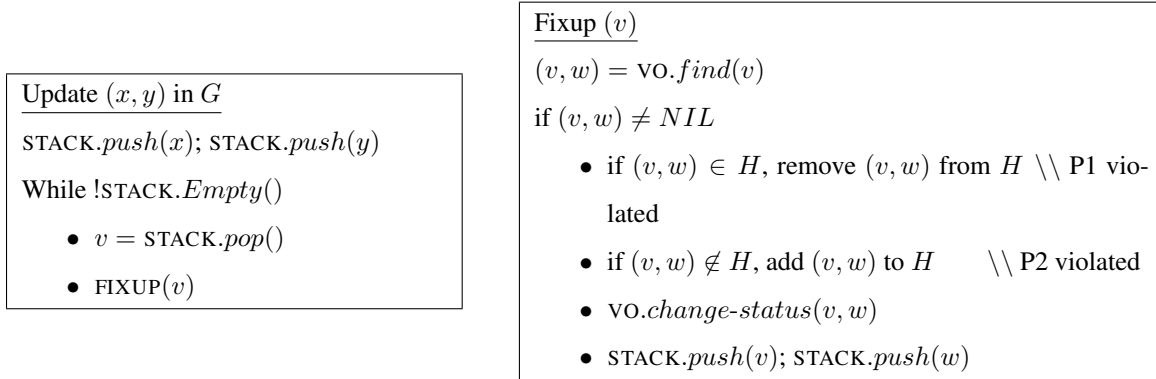 Update (x, y) in G
STACK.push(x); STACK.push(y)
While !STACK.Empty()
• v = STACK.pop()
• FIXUP(v)
Fixup (v)
(v, w) = VO.find(v)
if (v, w) ≠ NIL
• if (v, w) ∈ H, remove (v, w) from H \\ P1 vio-
lated
• if (v, w) ∉ H, add (v, w) to H \\ P2 violated
• VO.change-status(v, w)
• STACK.push(v); STACK.push(w)